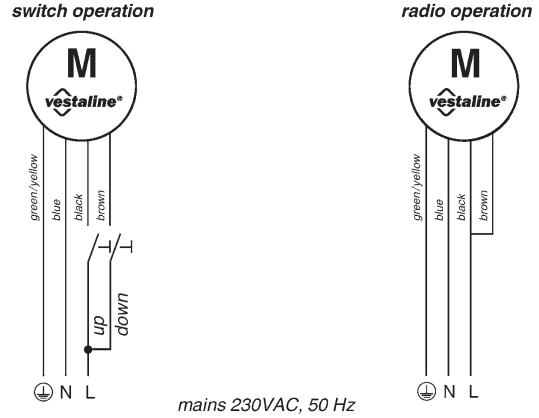 switch operation
M
vestaline®
green/yellow
blue
black
brown
up
down
N L
radio operation
M
vestaline®
green/yellow
blue
black
brown
N L
mains 230VAC, 50 Hz